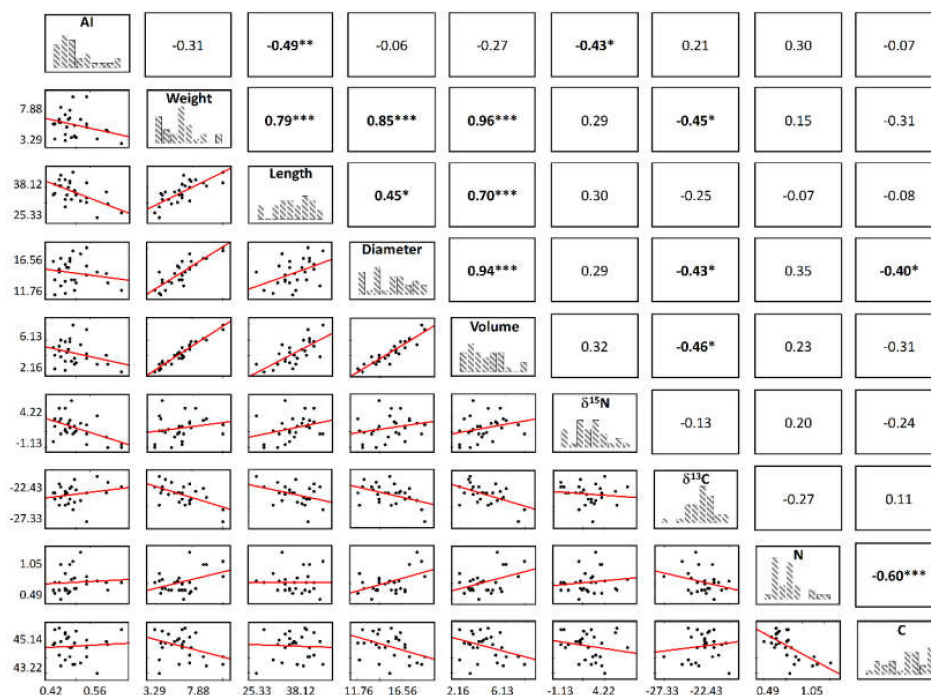 AI
-0.31 -0.49** -0.06 -0.27 -0.43* 0.21 0.30 -0.07
Weight
7.88
3.29
0.79*** 0.85*** 0.96*** 0.29 -0.45* 0.15 -0.31
Length
38.12
25.33
0.45* 0.70*** 0.30 -0.25 -0.07 -0.08
Diameter
16.56
11.76
0.94*** 0.29 -0.43* 0.35 -0.40*
Volume
6.13
2.16
0.32 -0.46* 0.23 -0.31
δ¹⁵N
4.22
-1.13
-0.13 0.20 -0.24
δ¹³C
-22.43
-27.33
-0.27 0.11
N
1.05
0.49
-0.60***
C
45.14
43.22
0.42 0.56 3.29 7.88 25.33 38.12 11.76 16.56 2.16 6.13 -1.13 4.22 -27.33 -22.43 0.49 1.05